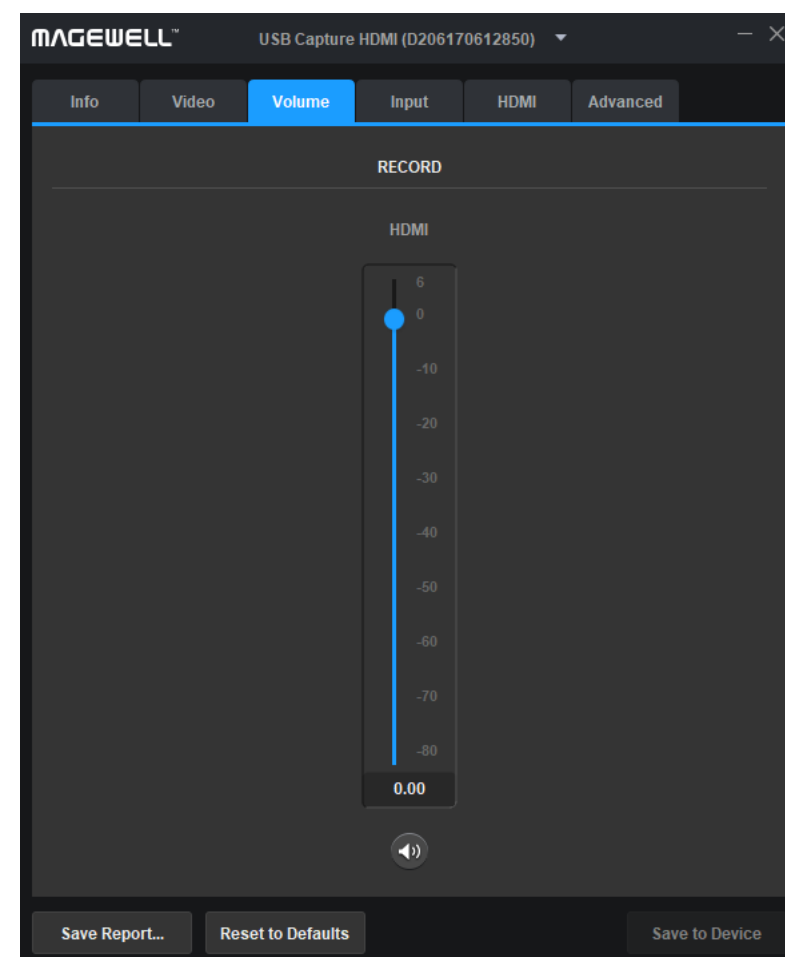 MAGEWELL™
USB Capture HDMI (D206170612850)
Info Video Volume Input HDMI Advanced
RECORD
HDMI
6
0
-10
-20
-30
-40
-50
-60
-70
-80
0.00
Save Report... Reset to Defaults Save to Device